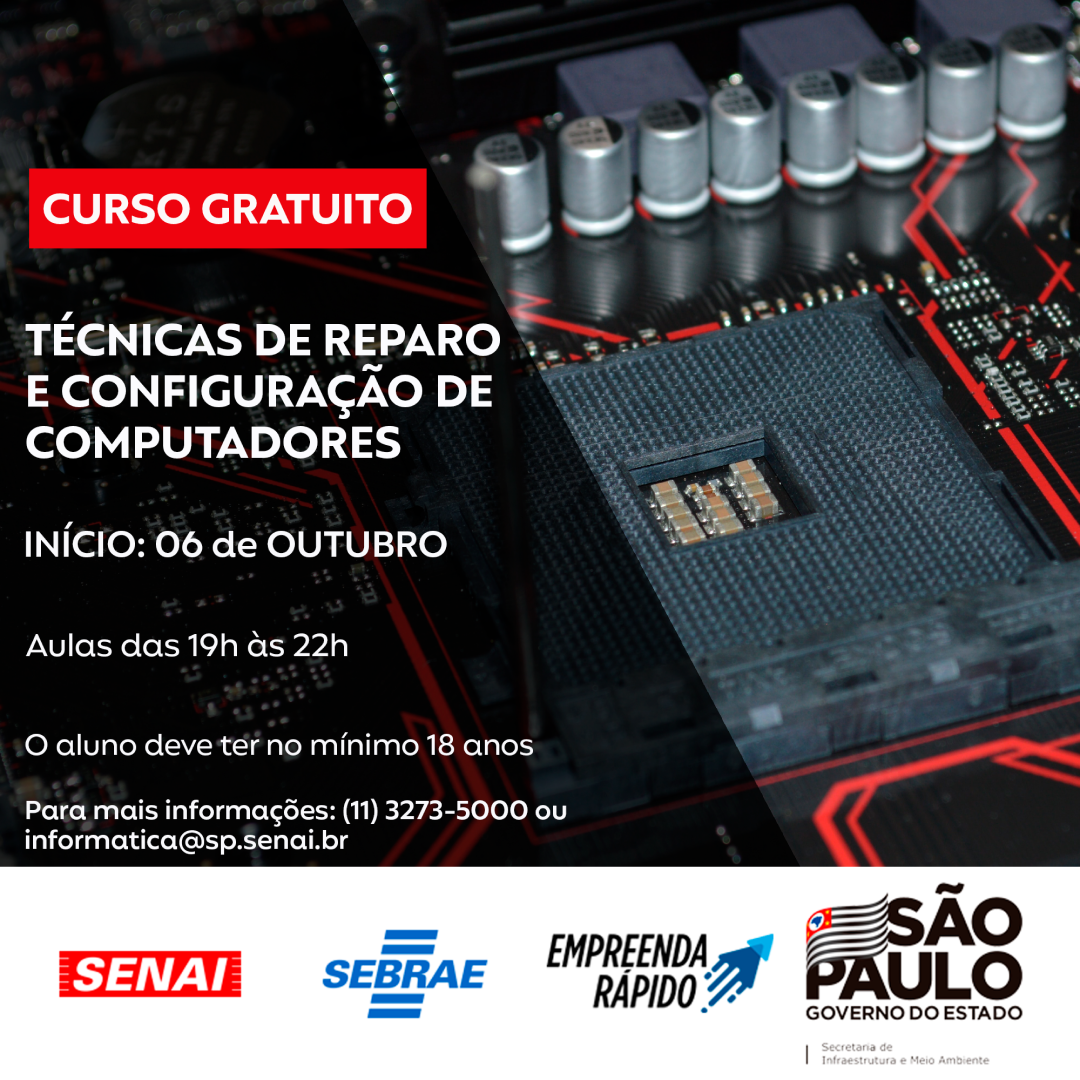 CURSO GRATUITO
TÉCNICAS DE REPARO
E CONFIGURAÇÃO DE
COMPUTADORES
INÍCIO: 06 de OUTUBRO
Aulas das 19h às 22h
O aluno deve ter no mínimo 18 anos
Para mais informações: (11) 3273-5000 ou
informatica@sp.senai.br
SENAI
SEBRAE
EMPREENDA
RÁPIDO
SÃO
PAULO
GOVERNO DO ESTADO
Secretaria de
Infraestrutura e Meio Ambiente